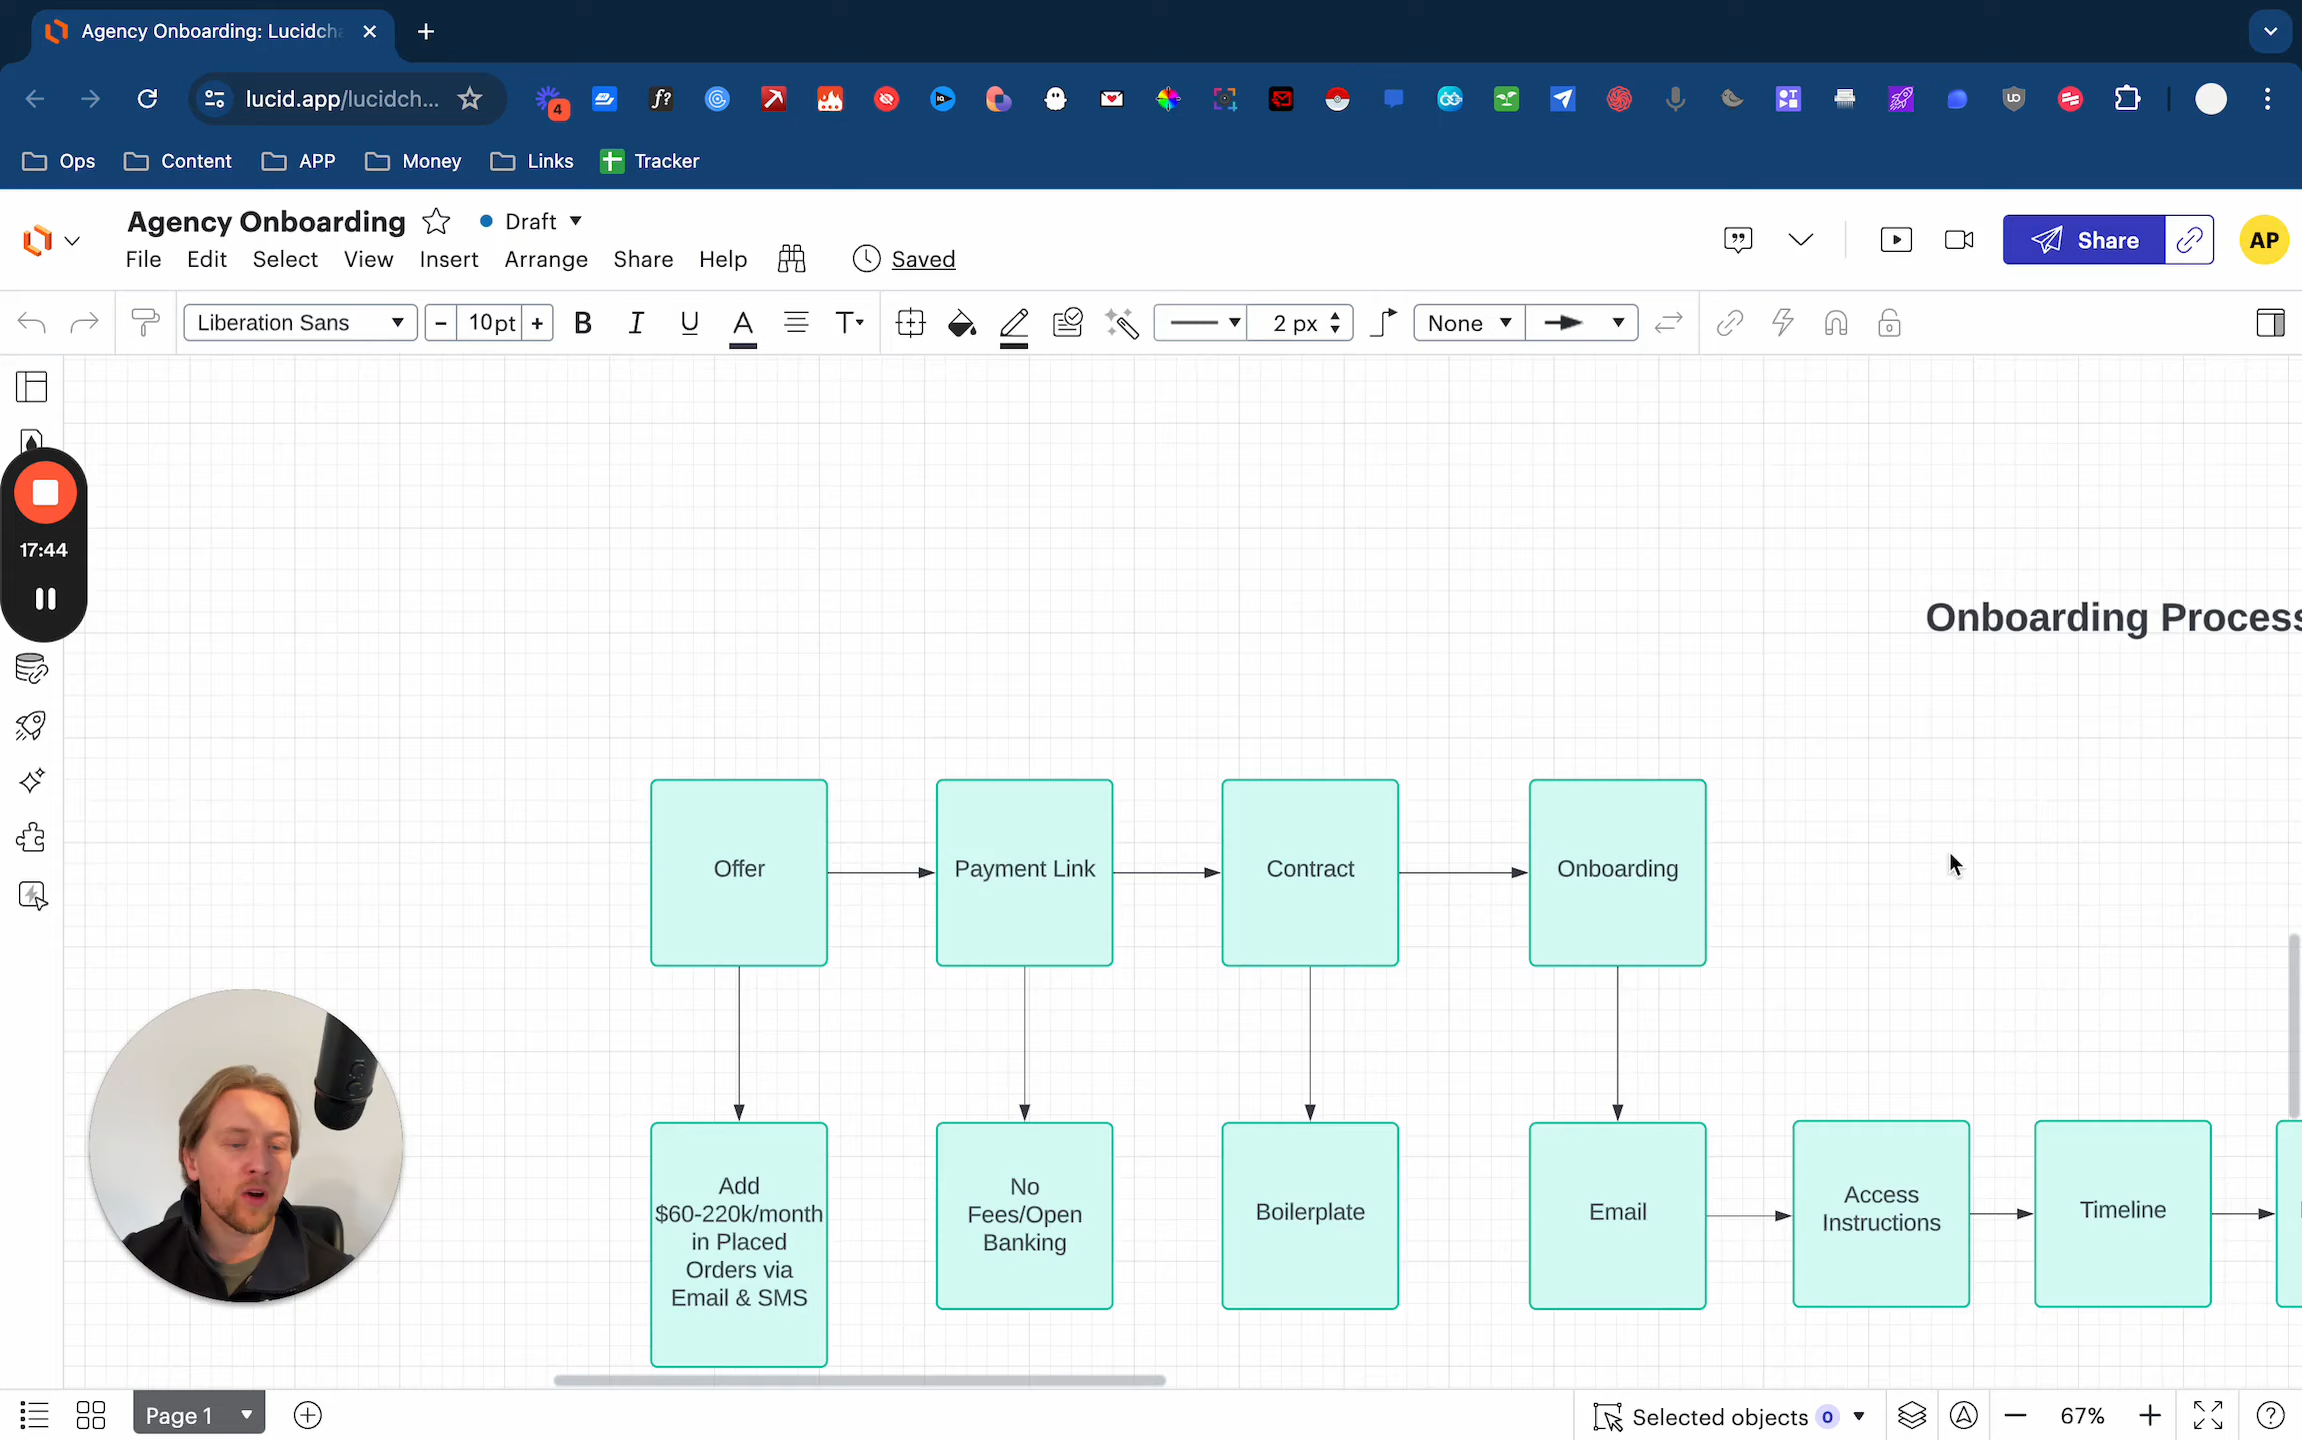 Agency Onboarding: Lucidcha
lucid.app/lucidch...
4
f?
Ops
Content
APP
Money
Links
Tracker
Agency Onboarding
Draft
File
Edit
Select
View
Insert
Arrange
Share
Help
Saved
Share
AP
Liberation Sans
10pt
B
I
U
A
T
2 px
None
17:44
Onboarding Process
Offer
Payment Link
Contract
Onboarding
Add
$60-220k/month
in Placed
Orders via
Email & SMS
No
Fees/Open
Banking
Boilerplate
Email
Access
Instructions
Timeline
Page 1
Selected objects 0
67%